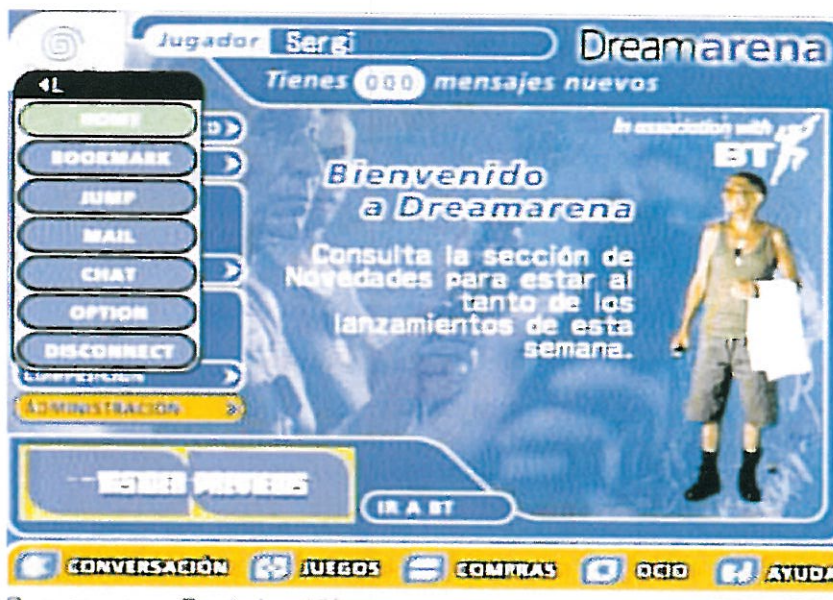 Jugador Sergi
Dreamarena
Tienes 000 mensajes nuevos
L
HOME
BOOKMARK
JUMP
MAIL
CHAT
OPTION
DISCONNECT
ADMINISTRACION
In association with
BT
Bienvenido
a Dreamarena
Consulta la sección de
Novedades para estar al
tanto de los
lanzamientos de esta
semana.
IR A BT
CONVERSACIÓN JUEGOS COMPRAS OCIO AYUDA